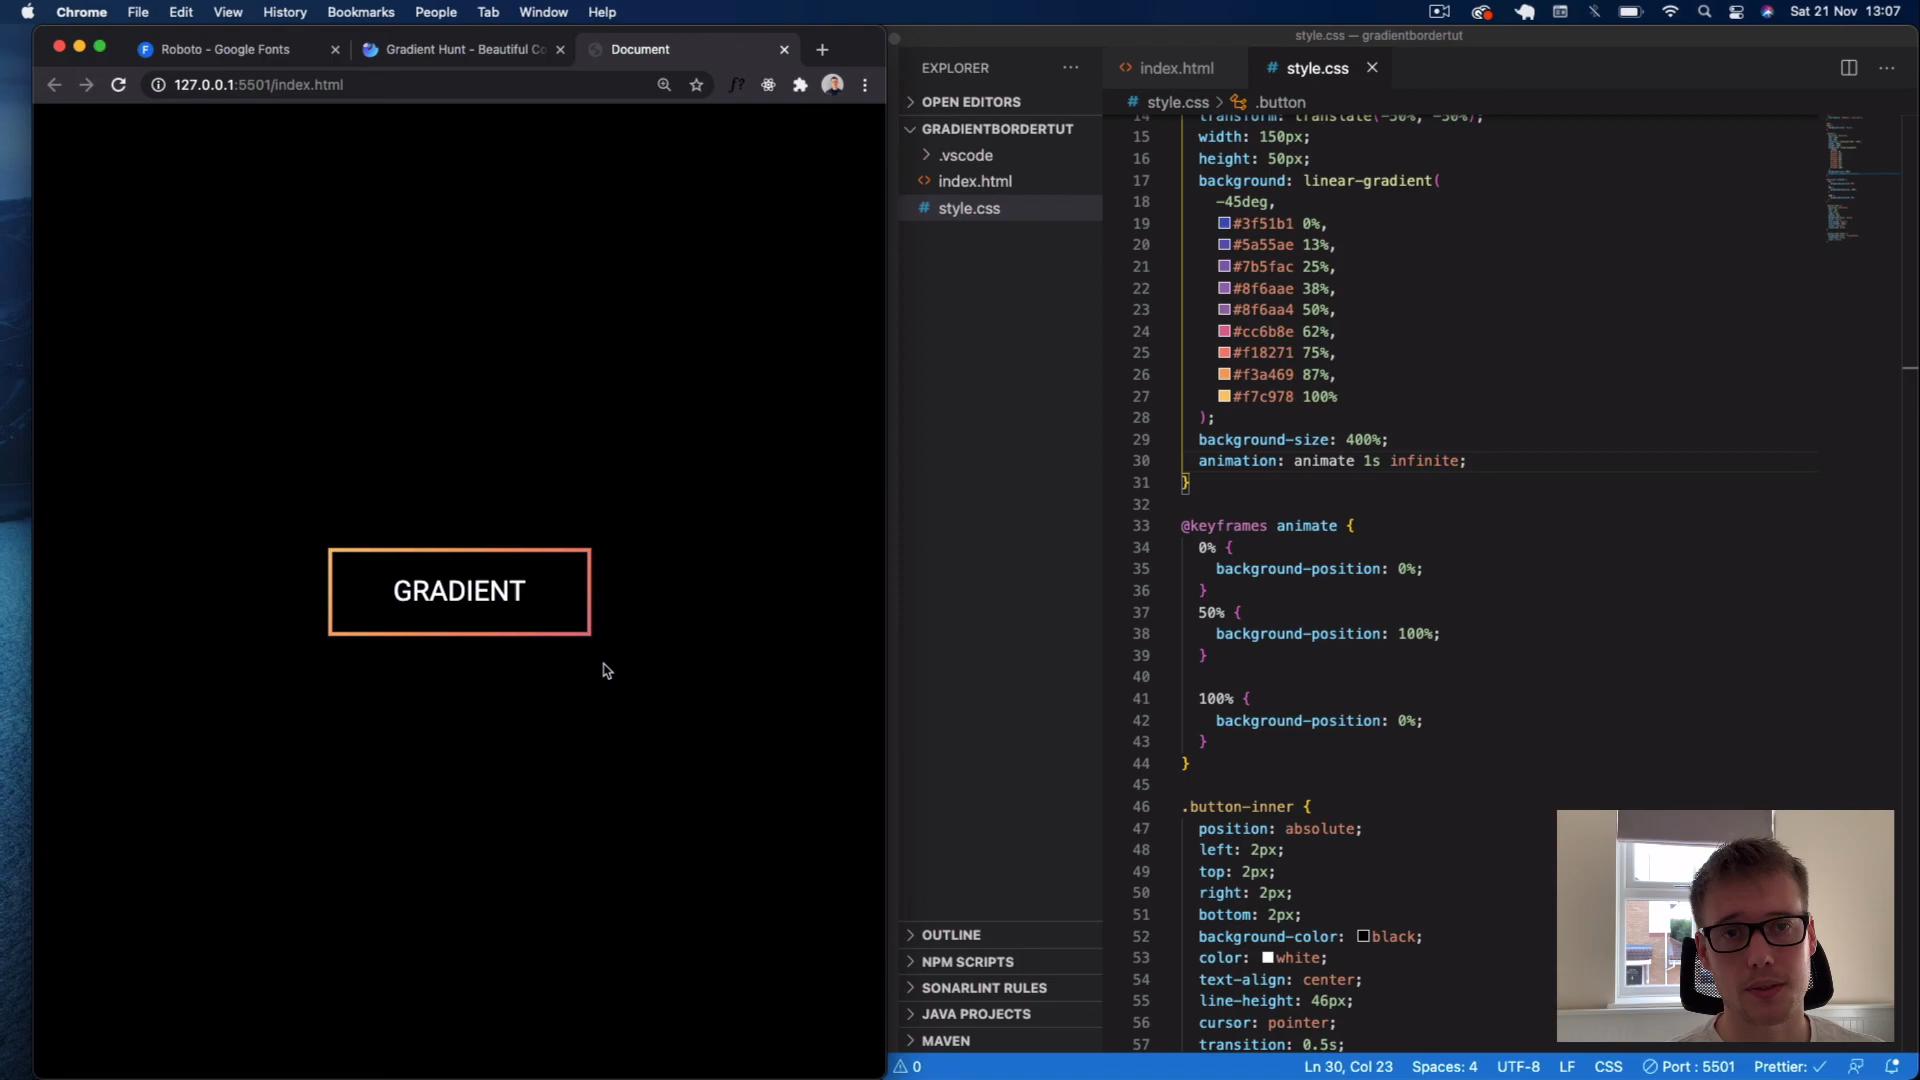 Chrome File Edit View History Bookmarks People Tab Window Help
Sat 21 Nov 13:07
Roboto - Google Fonts
Gradient Hunt - Beautiful Co
Document
127.0.0.1:5501/index.html
GRADIENT
style.css — gradientbordertut
EXPLORER
OPEN EDITORS
GRADIENTBORDERTUT
.vscode
index.html
style.css
OUTLINE
NPM SCRIPTS
SONARLINT RULES
JAVA PROJECTS
MAVEN
index.html
style.css
style.css > .button
14 transform: translate(-50%, -50%);
15 width: 150px;
16 height: 50px;
17 background: linear-gradient(
18 -45deg,
19 #3f51b1 0%,
20 #5a55ae 13%,
21 #7b5fac 25%,
22 #8f6aae 38%,
23 #8f6aa4 50%,
24 #cc6b8e 62%,
25 #f18271 75%,
26 #f3a469 87%,
27 #f7c978 100%
28 );
29 background-size: 400%;
30 animation: animate 1s infinite;
31 }
32
33 @keyframes animate {
34 0% {
35 background-position: 0%;
36 }
37 50% {
38 background-position: 100%;
39 }
40
41 100% {
42 background-position: 0%;
43 }
44 }
45
46 .button-inner {
47 position: absolute;
48 left: 2px;
49 top: 2px;
50 right: 2px;
51 bottom: 2px;
52 background-color: black;
53 color: white;
54 text-align: center;
55 line-height: 46px;
56 cursor: pointer;
57 transition: 0.5s;
0
Ln 30, Col 23 Spaces: 4 UTF-8 LF CSS Port : 5501 Prettier: ✓